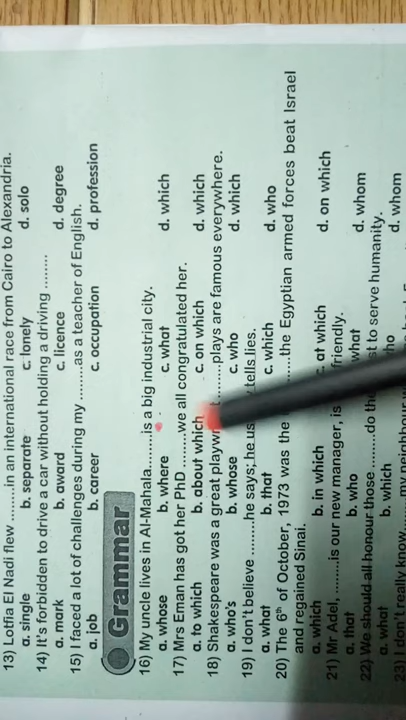 13) Lotfia El Nadi flew .........in an international race from Cairo to Alexandria.
a. single b. separate c. lonely d. solo
14) It's forbidden to drive a car without holding a driving .........
a. mark b. award c. licence d. degree
15) I faced a lot of challenges during my .........as a teacher of English.
a. job b. career c. occupation d. profession
Grammar
16) My uncle lives in Al-Mahala.........is a big industrial city.
a. whose b. where c. what d. which
17) Mrs Eman has got her PhD .........we all congratulated her.
a. to which b. about which c. on which d. which
18) Shakespeare was a great .........plays are famous everywhere.
a. who's b. whose c. who d. which
19) I don't believe .........he says; he tells lies.
a. what b. that c. which d. who
20) The 6th of October, 1973 was the .........the Egyptian armed forces beat Israel
and regained Sinai.
a. which b. in which c. at which d. on which
21) Mr Adel, .........is our new manager, is friendly.
a. that b. who what d. whom
22) We should all honour those .........do the to serve humanity.
a. what b. which d. whom
23) I don't really know